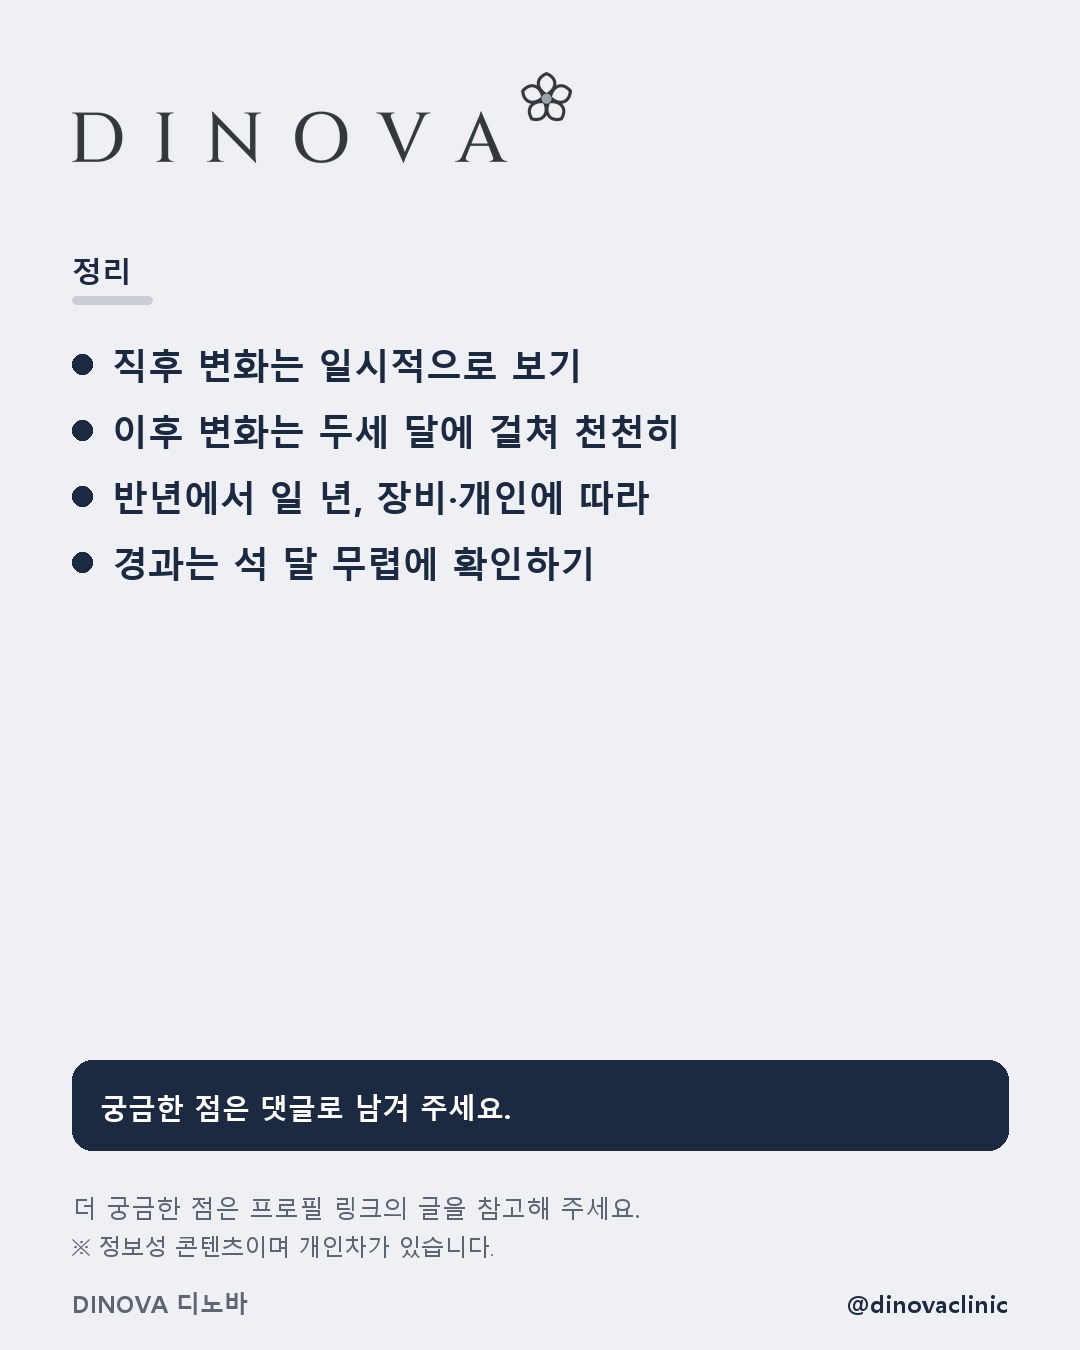 DINOVA
정리
직후 변화는 일시적으로 보기
이후 변화는 두세 달에 걸쳐 천천히
반년에서 일 년, 장비·개인에 따라
경과는 석 달 무렵에 확인하기
궁금한 점은 댓글로 남겨 주세요.
더 궁금한 점은 프로필 링크의 글을 참고해 주세요.
※ 정보성 콘텐츠이며 개인차가 있습니다.
DINOVA 디노바
@dinovaclinic